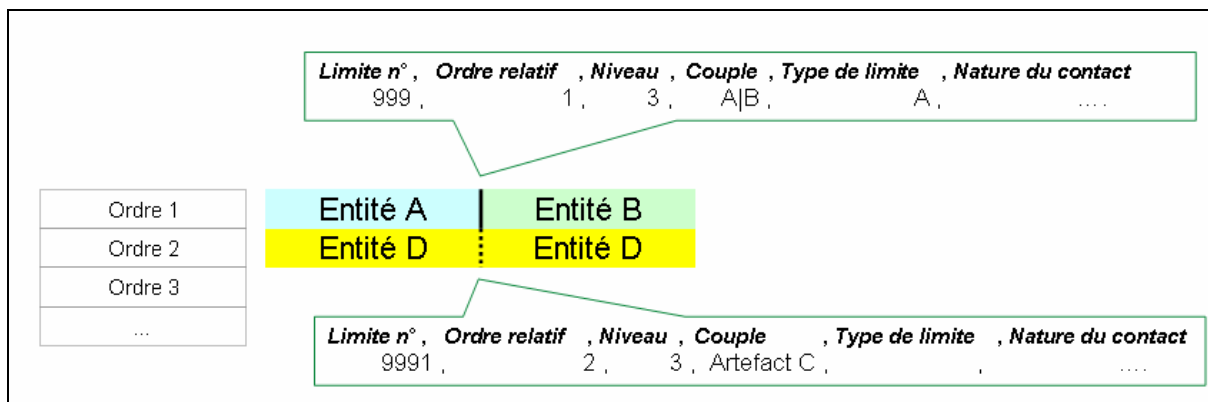 Limite n°, Ordre relatif , Niveau , Couple , Type de limite , Nature du contact
999 , 1 , 3 , A|B , A , ....
Ordre 1 Entité A Entité B
Ordre 2 Entité D Entité D
Ordre 3
...
Limite n°, Ordre relatif , Niveau , Couple , Type de limite , Nature du contact
9991 , 2 , 3 , Artefact C , , ....